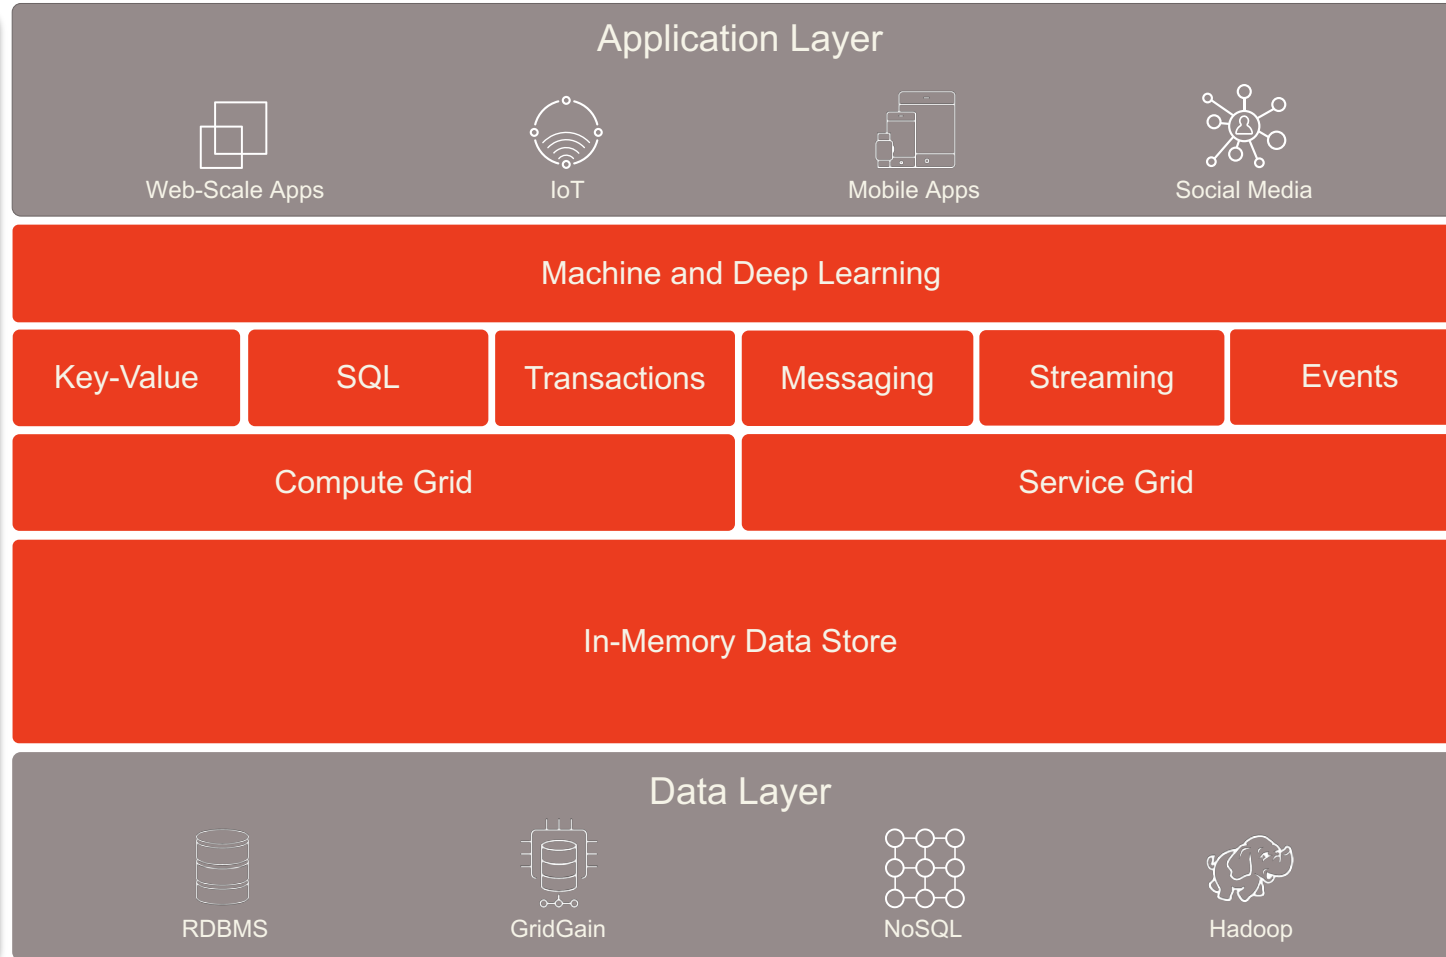 Application Layer
Web-Scale Apps
IoT
Mobile Apps
Social Media
Machine and Deep Learning
Key-Value
SQL
Transactions
Messaging
Streaming
Events
Compute Grid
Service Grid
In-Memory Data Store
Data Layer
RDBMS
GridGain
NoSQL
Hadoop